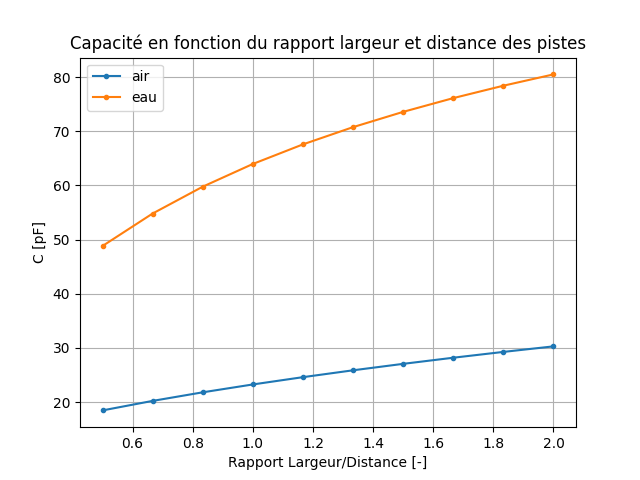 Capacité en fonction du rapport largeur et distance des pistes
air
eau
C [pF]
80
70
60
50
40
30
20
0.6 0.8 1.0 1.2 1.4 1.6 1.8 2.0
Rapport Largeur/Distance [-]